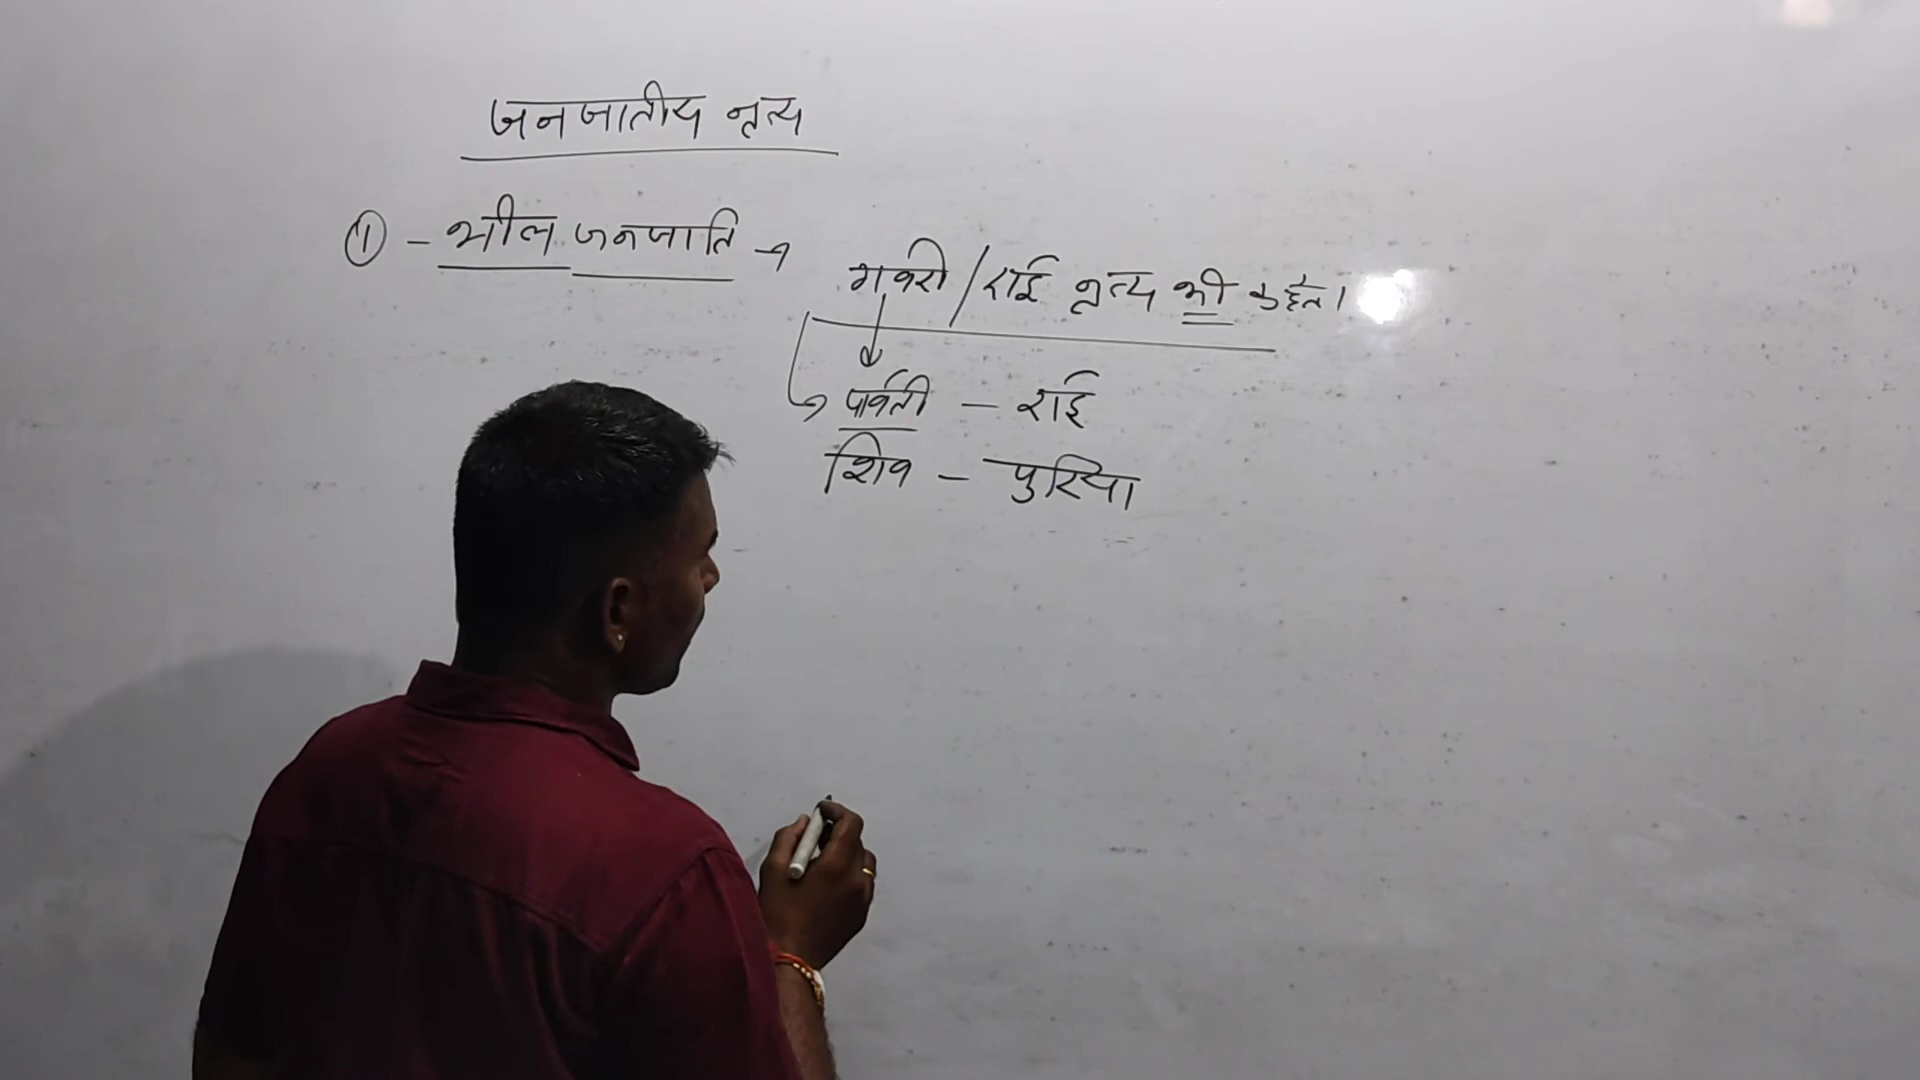 जनजातीय नृत्य
① - भील जनजाति →
गवरी / राई नृत्य भी कहते।
पार्वती - राई
शिव - पुरिया